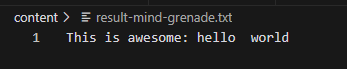 content > result-mind-grenade.txt
1 This is awesome: hello  world